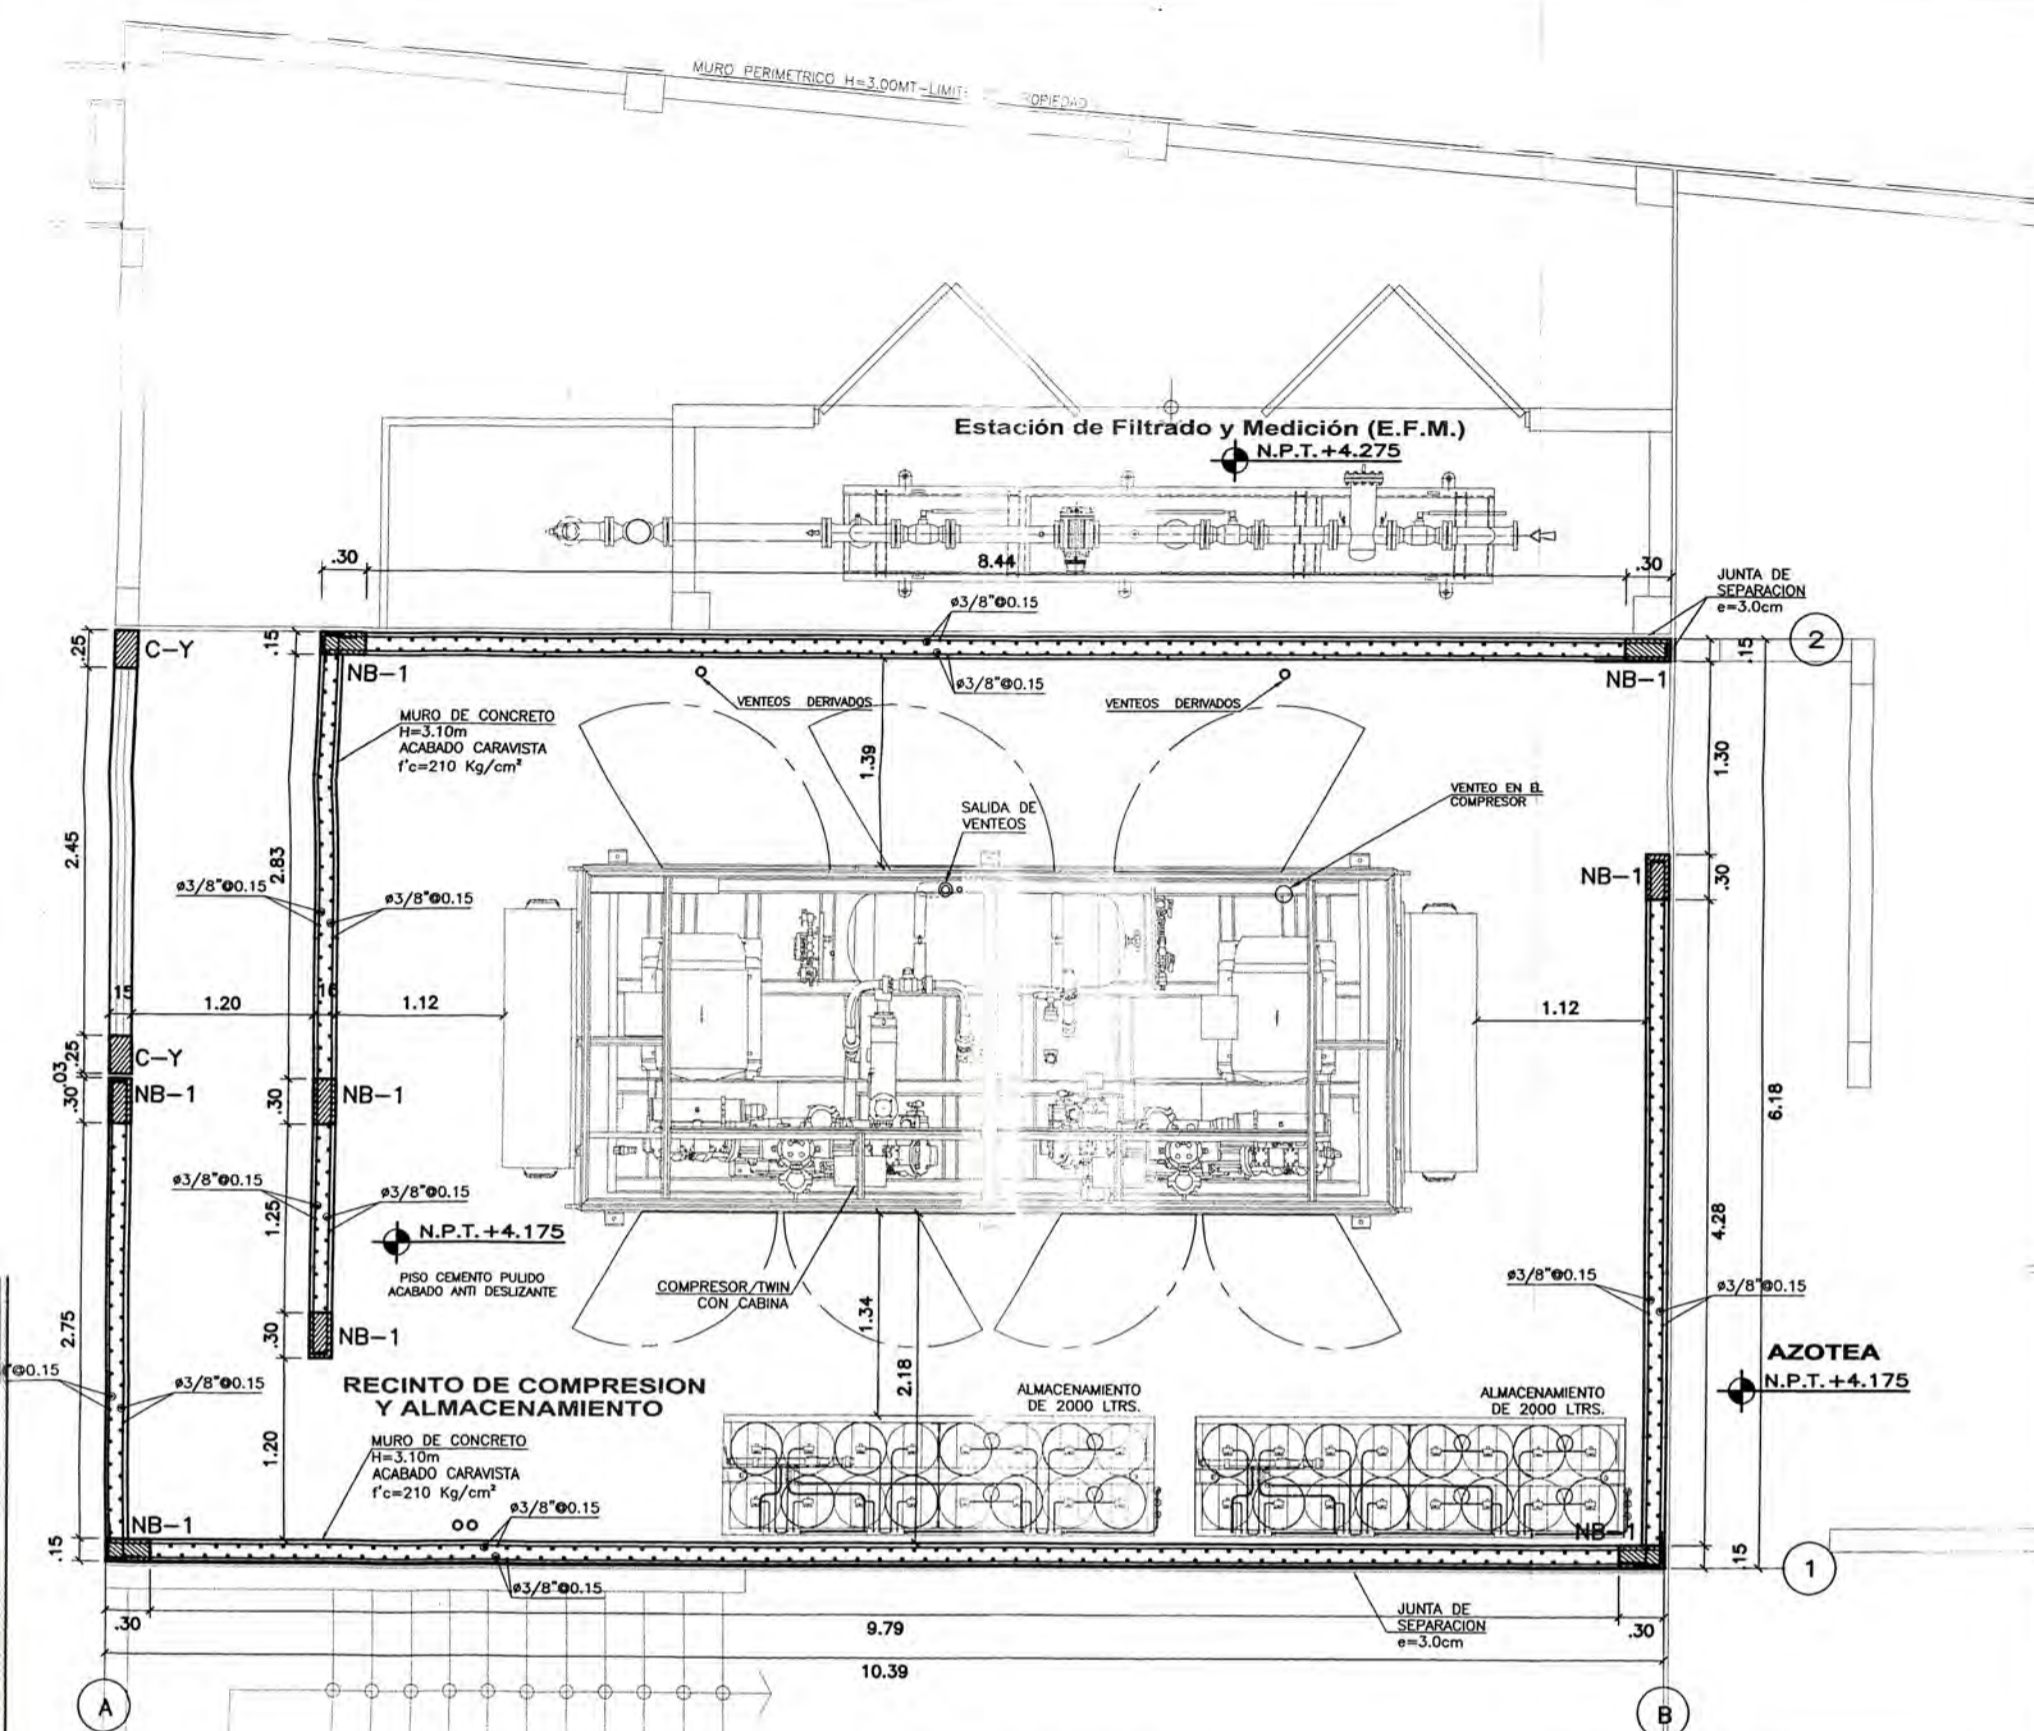 MURO PERIMETRICO H=3.00MT-LIMIT
OPIEDAD
Estación de Filtrado y Medición (E.F.M.)
N.P.T.+4.275
.30
8.44
.30
JUNTA DE
SEPARACION
e=3.0cm
ø3/8"@0.15
.25
C-Y
.15
2
.15
NB-1
ø3/8"@0.15
NB-1
VENTEOS DERIVADOS
VENTEOS DERIVADOS
MURO DE CONCRETO
H=3.10m
ACABADO CARAVISTA
f'c=210 Kg/cm²
1.39
1.30
SALIDA DE
VENTEOS
VENTEO EN EL
COMPRESOR
2.45
2.83
NB-1
.30
ø3/8"@0.15
ø3/8"@0.15
15
1.20
1.12
1.12
.25
C-Y
.03
.30
NB-1
.30
NB-1
6.18
ø3/8"@0.15
ø3/8"@0.15
1.25
4.28
N.P.T.+4.175
PISO CEMENTO PULIDO
ACABADO ANTI DESLIZANTE
COMPRESOR/TWIN
CON CABINA
ø3/8"@0.15
ø3/8"@0.15
1.34
2.75
.30
NB-1
2.18
AZOTEA
N.P.T.+4.175
"@0.15
ø3/8"@0.15
RECINTO DE COMPRESION
Y ALMACENAMIENTO
ALMACENAMIENTO
DE 2000 LTRS.
ALMACENAMIENTO
DE 2000 LTRS.
1.20
MURO DE CONCRETO
H=3.10m
ACABADO CARAVISTA
f'c=210 Kg/cm²
ø3/8"@0.15
NB-1
NB-1
.15
.15
1
ø3/8"@0.15
JUNTA DE
SEPARACION
e=3.0cm
.30
9.79
.30
10.39
A
B